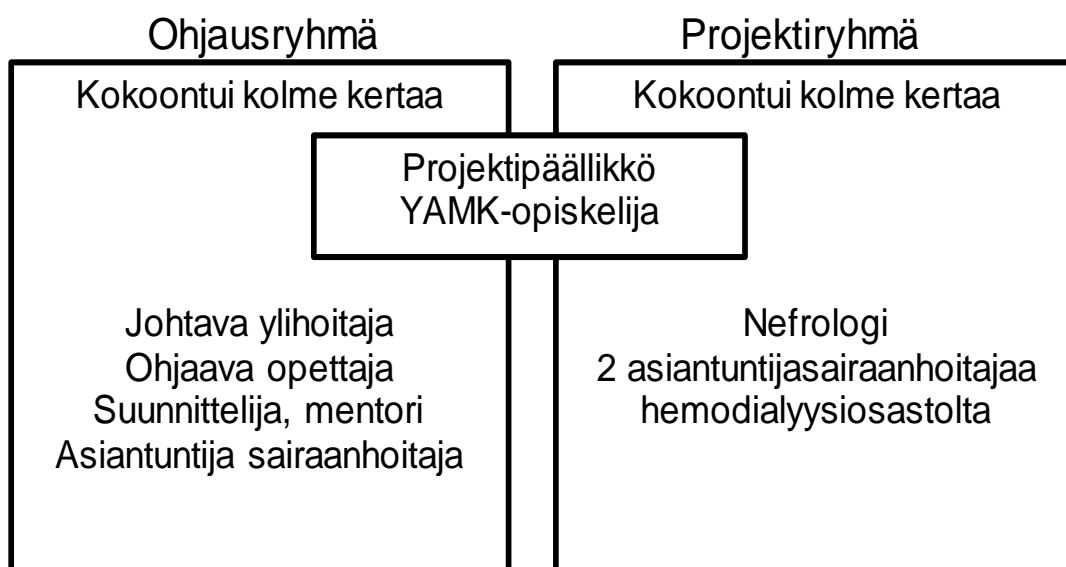 Ohjausryhmä
Kokoontui kolme kertaa
Projektiryhmä
Kokoontui kolme kertaa
Projektipäällikkö
YAMK-opiskelija
Johtava ylihoitaja
Ohjaava opettaja
Suunnittelija, mentori
Asiantuntija sairaanhoitaja
Nefrologi
2 asiantuntijasairaanhoitajaa
hemodialyysiosastolta